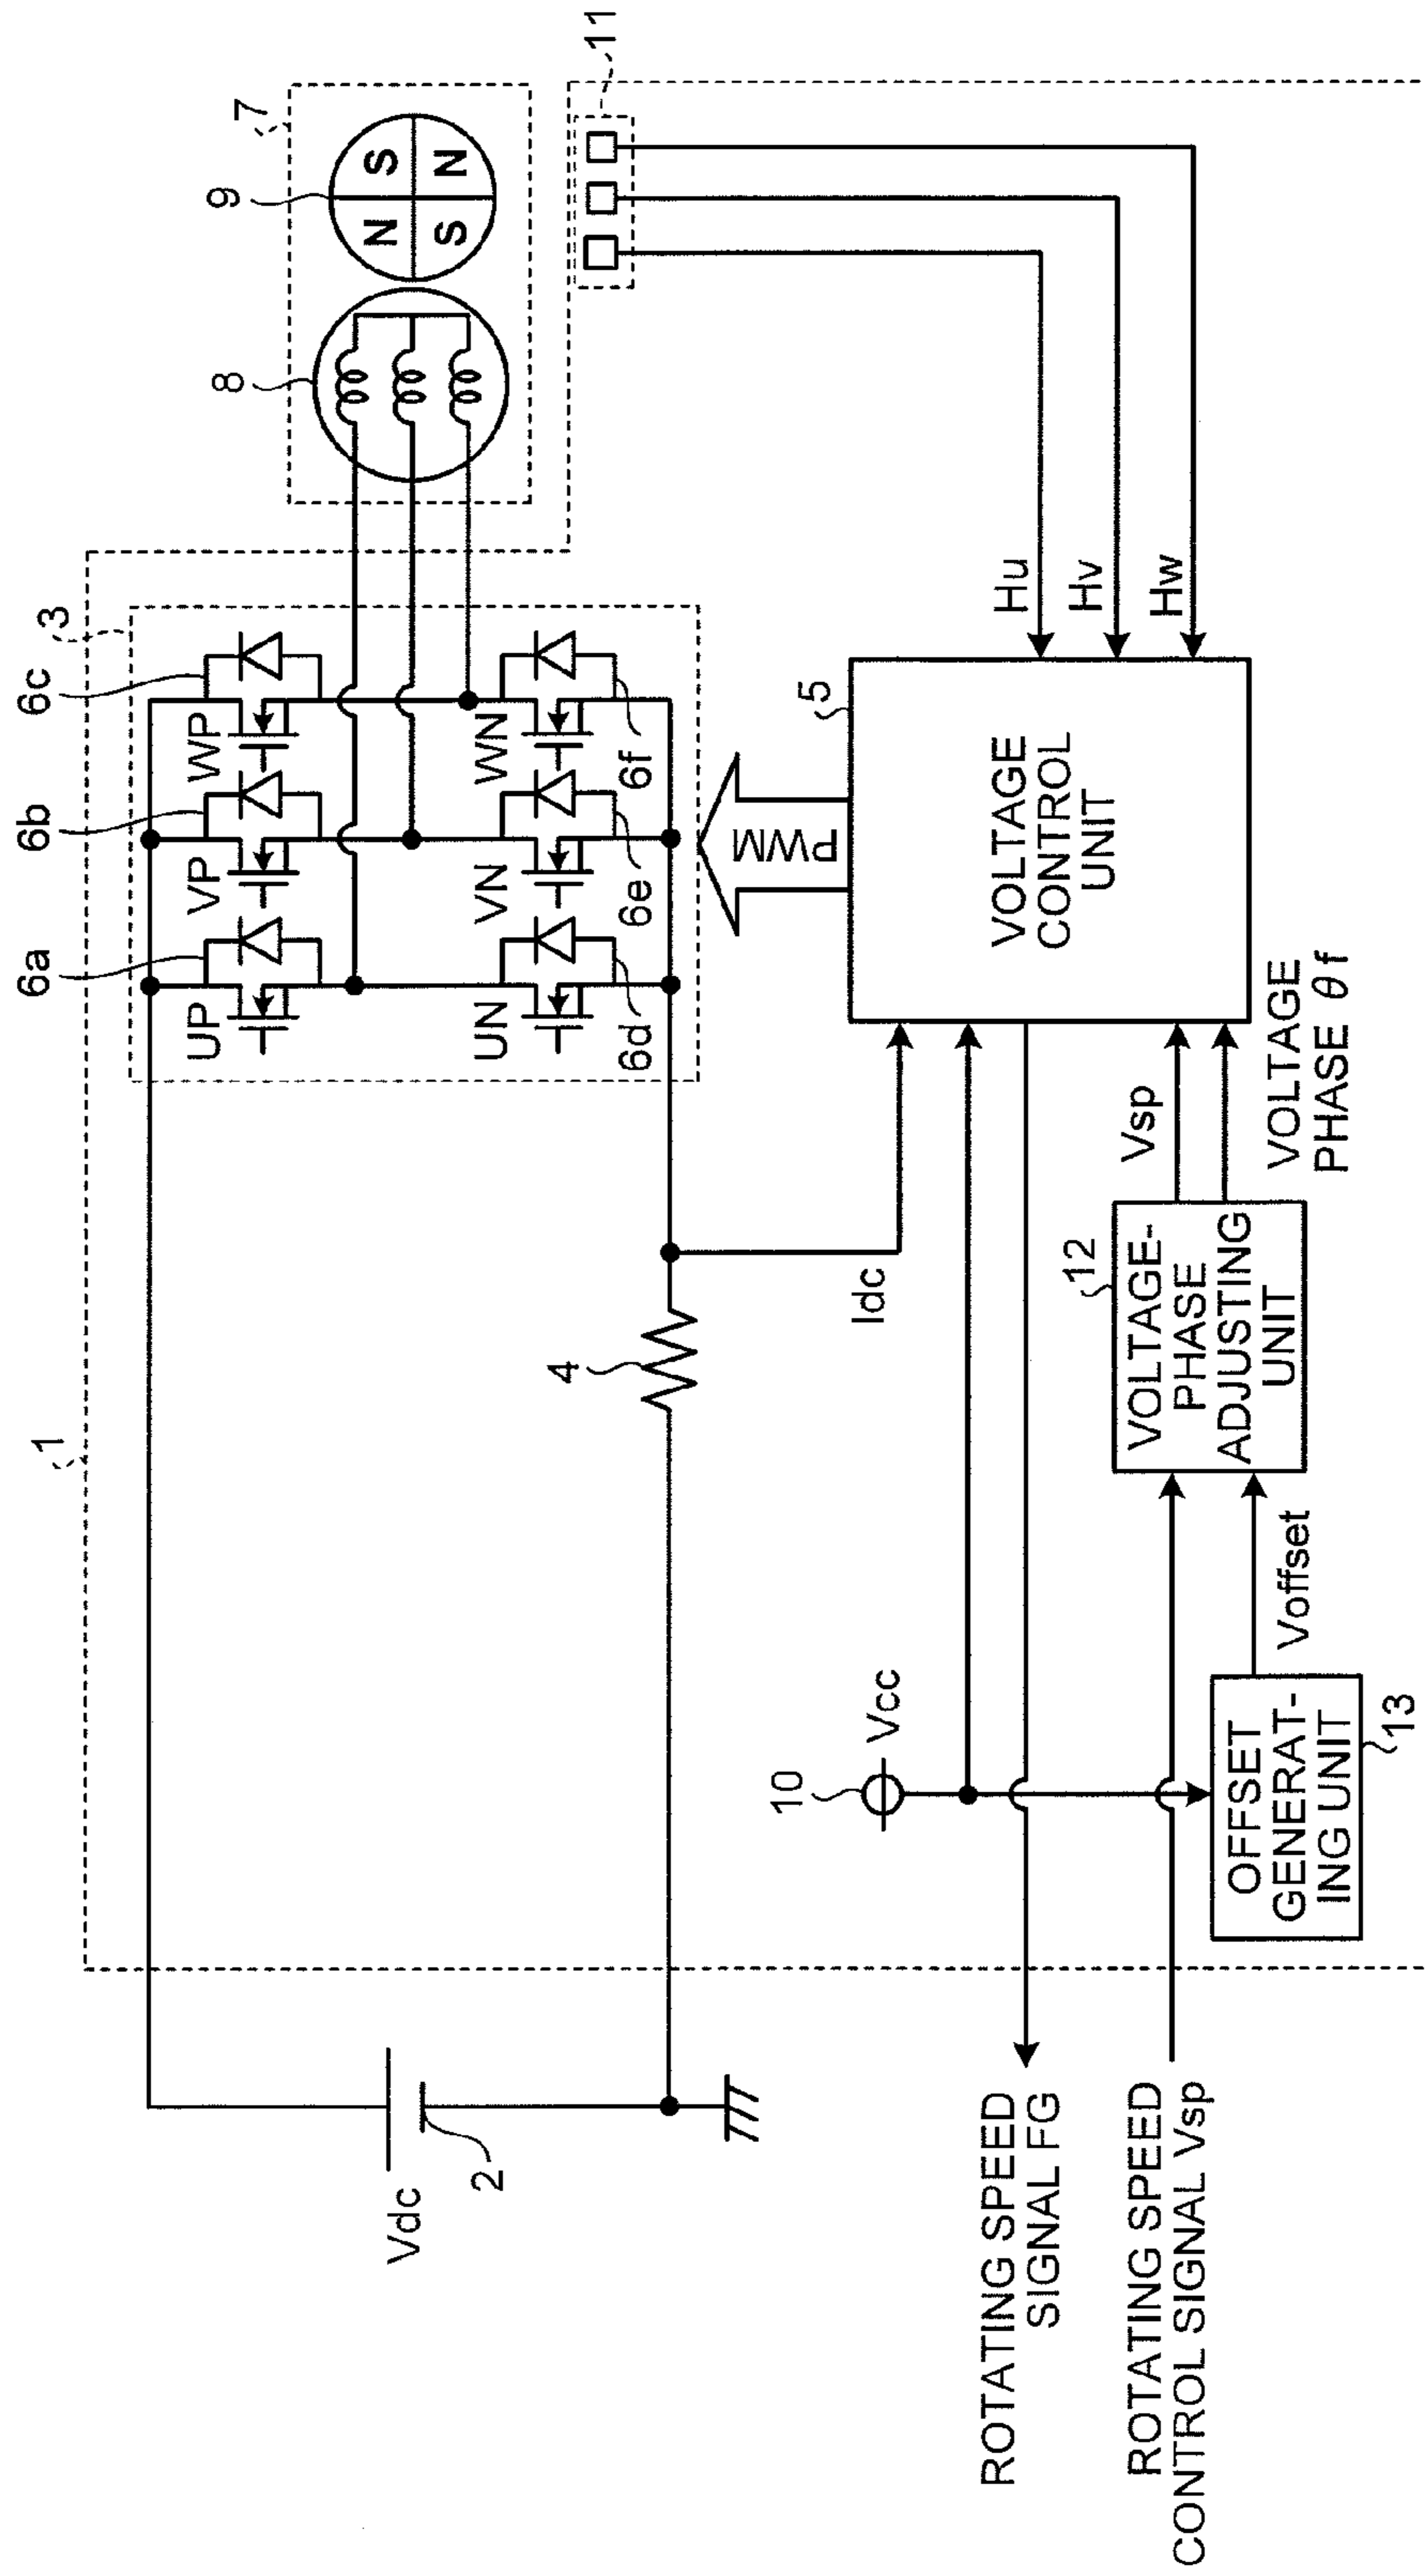 1
3
7
9
8
11
6a
6b
6c
UP
VP
WP
N
S
S
N
UN
VN
WN
6d
6e
6f
Vdc
2
4
Idc
PWM
5
VOLTAGE
CONTROL
UNIT
Hu
Hv
Hw
10
Vcc
12
VOLTAGE-
PHASE
ADJUSTING
UNIT
Vsp
VOLTAGE
PHASE θf
Voffset
OFFSET
GENERAT-
ING UNIT
13
ROTATING SPEED
SIGNAL FG
ROTATING SPEED
CONTROL SIGNAL Vsp